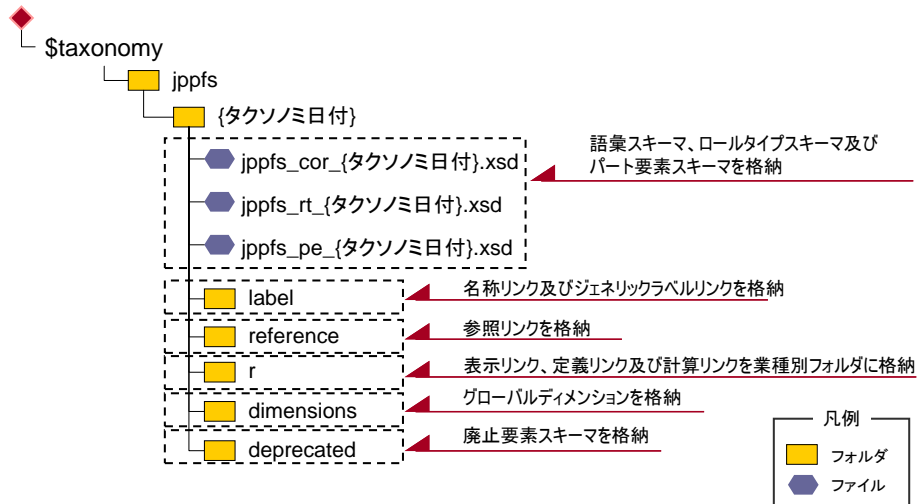 $taxonomy
jppfs
{タクソノミ日付}
jppfs_cor_{タクソノミ日付}.xsd
jppfs_rt_{タクソノミ日付}.xsd
jppfs_pe_{タクソノミ日付}.xsd
語彙スキーマ、ロールタイプスキーマ及び
パート要素スキーマを格納
label
名称リンク及びジェネリックラベルリンクを格納
reference
参照リンクを格納
r
表示リンク、定義リンク及び計算リンクを業種別フォルダに格納
dimensions
グローバルディメンションを格納
deprecated
廃止要素スキーマを格納
凡例
フォルダ
ファイル